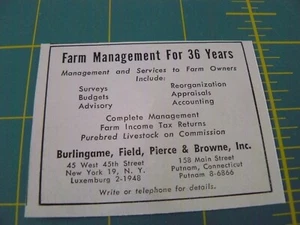 Farm Management For 36 Years
Management and Services to Farm Owners
Include:
Surveys Reorganization
Budgets Appraisals
Advisory Accounting
Complete Management
Farm Income Tax Returns
Purebred Livestock on Commission
Burlingame, Field, Pierce & Browne, Inc.
45 West 45th Street 158 Main Street
New York 19, N. Y. Putnam, Connecticut
Luxemburg 2-1948 Putnam 8-6866
Write or telephone for details.